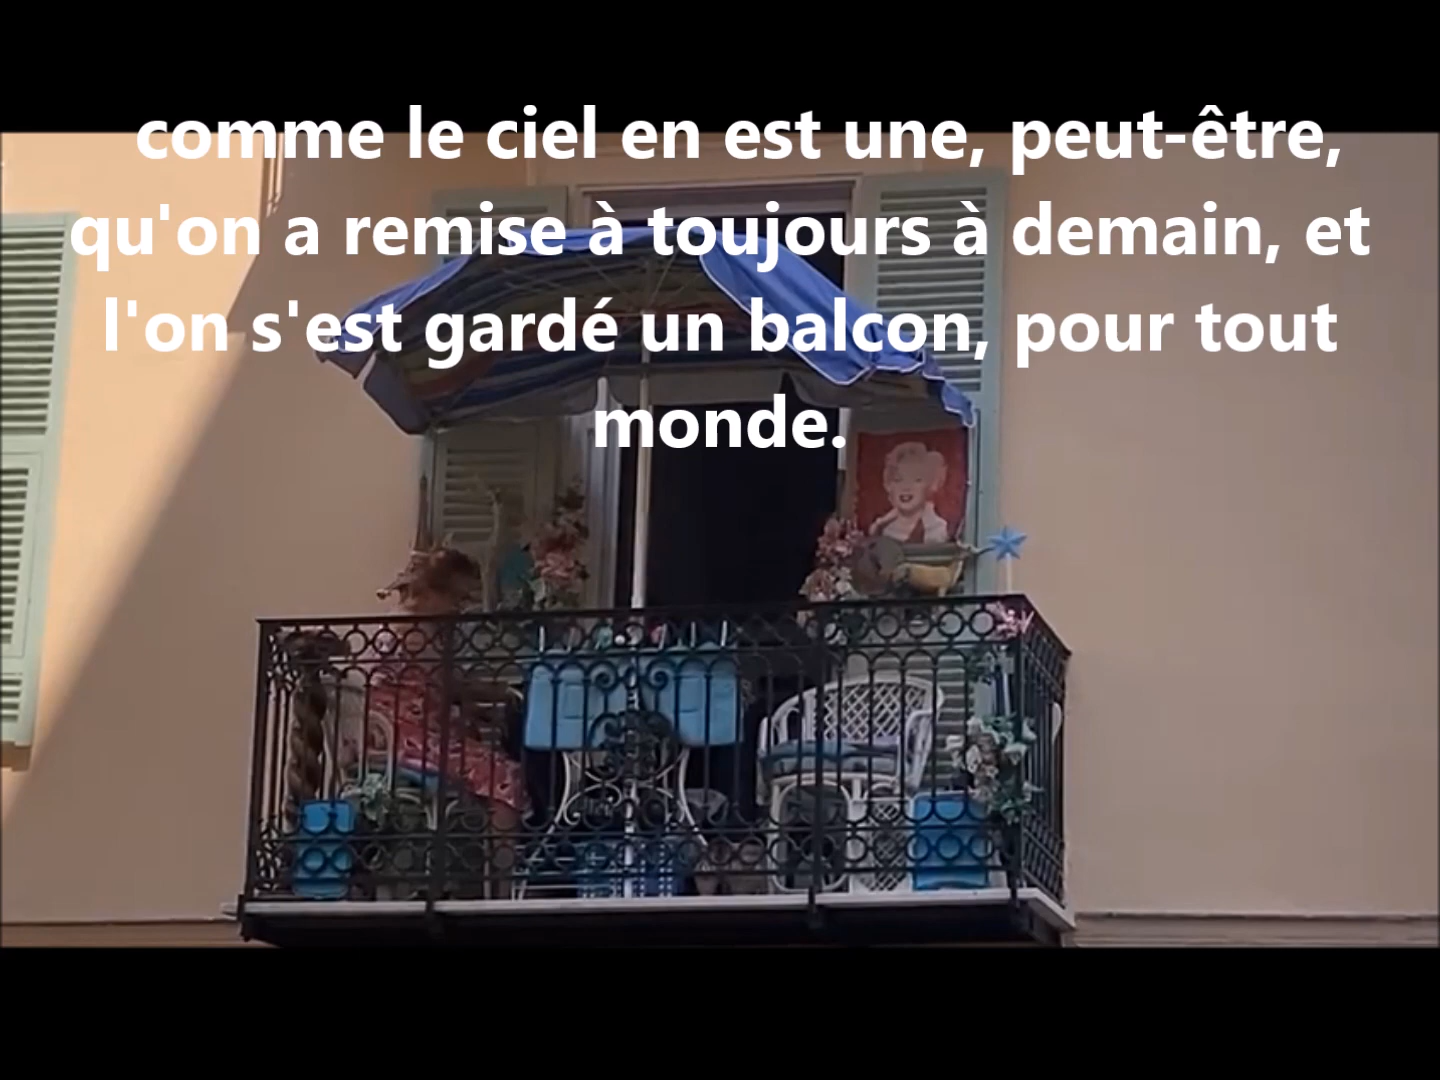 comme le ciel en est une, peut-être,
qu'on a remise à toujours à demain, et
l'on s'est gardé un balcon, pour tout
monde.